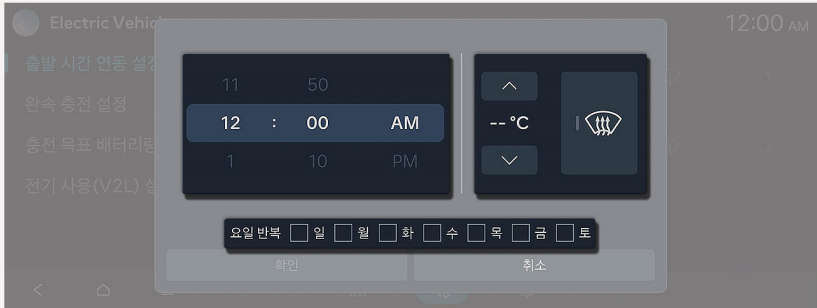 Electric Vehic
12:00 AM
출발 시간 연동 설정
완속 충전 설정
충전 목표 배터리량
전기 사용(V2L) 설
11 50
12 : 00 AM
1 10 PM
-- °C
요일 반복 일 월 화 수 목 금 토
확인 취소